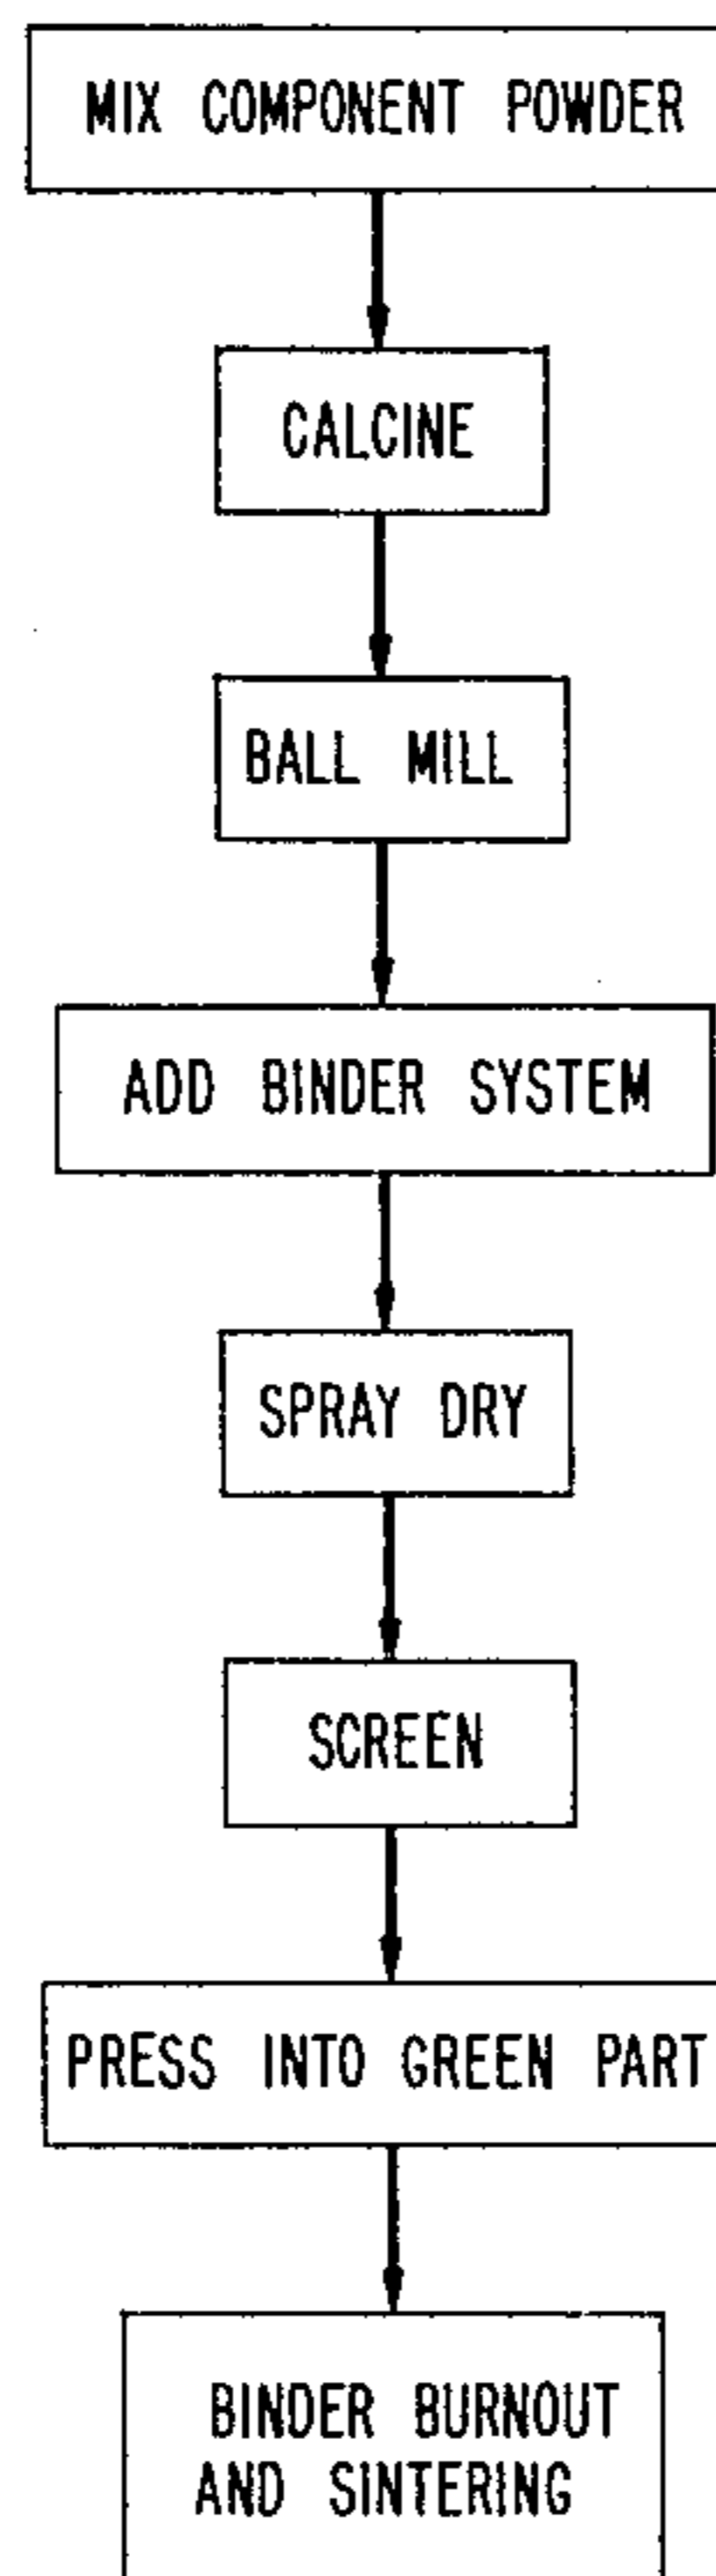 MIX COMPONENT POWDER
CALCINE
BALL MILL
ADD BINDER SYSTEM
SPRAY DRY
SCREEN
PRESS INTO GREEN PART
BINDER BURNOUT
AND SINTERING